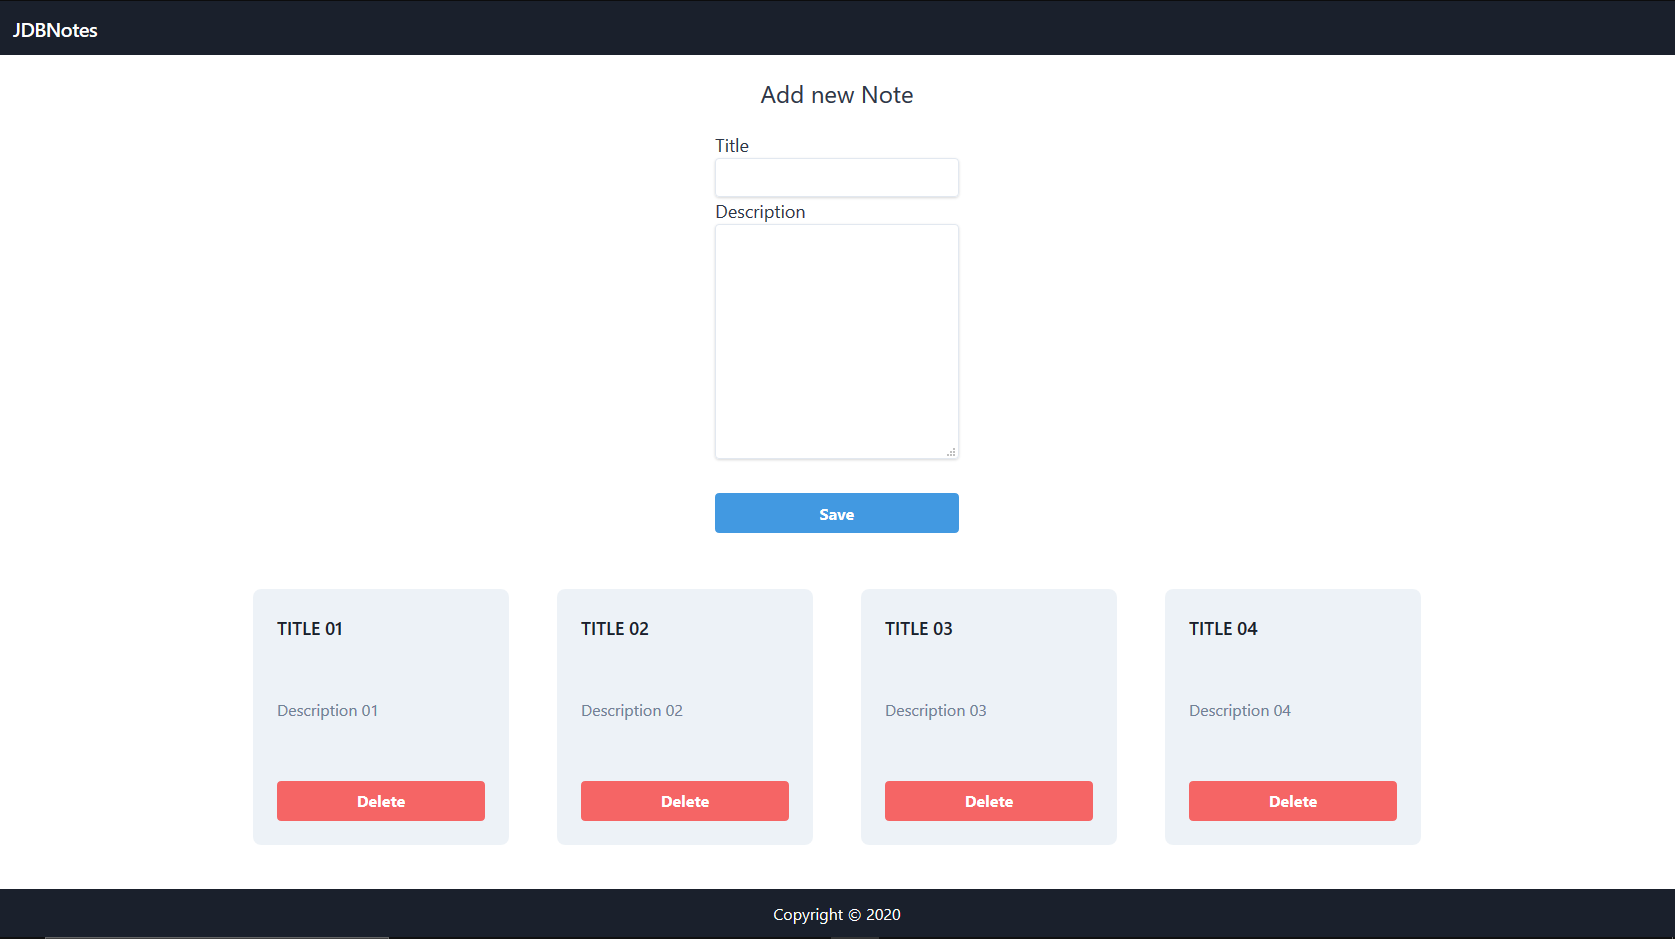 JDBNotes
Add new Note
Title
Description
Save
TITLE 01
Description 01
Delete
TITLE 02
Description 02
Delete
TITLE 03
Description 03
Delete
TITLE 04
Description 04
Delete
Copyright © 2020